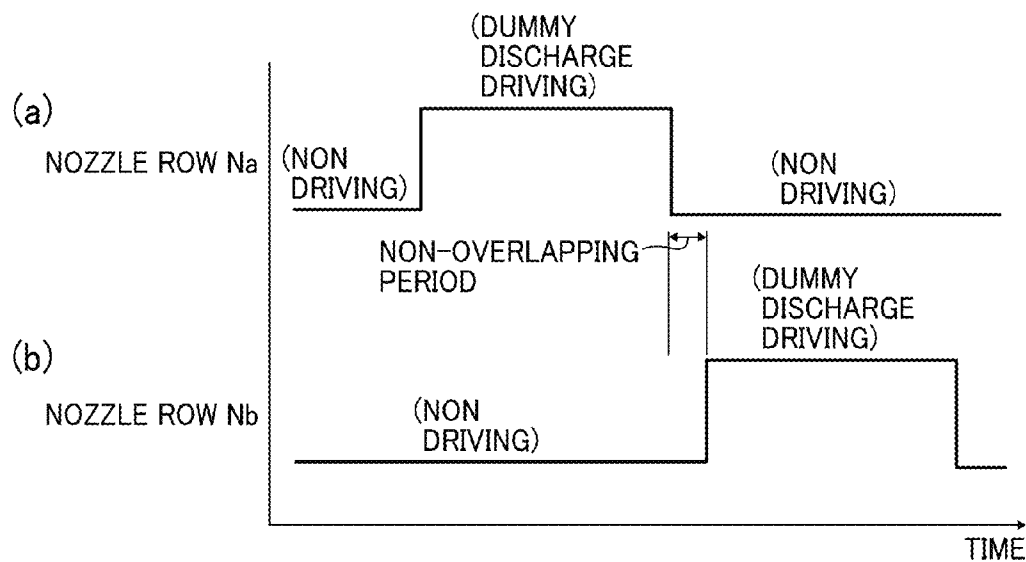 (DUMMY
DISCHARGE
DRIVING)
(a)
NOZZLE ROW Na
(NON
DRIVING)
(NON
DRIVING)
NON-OVERLAPPING
PERIOD
(DUMMY
DISCHARGE
DRIVING)
(b)
NOZZLE ROW Nb
(NON
DRIVING)
TIME